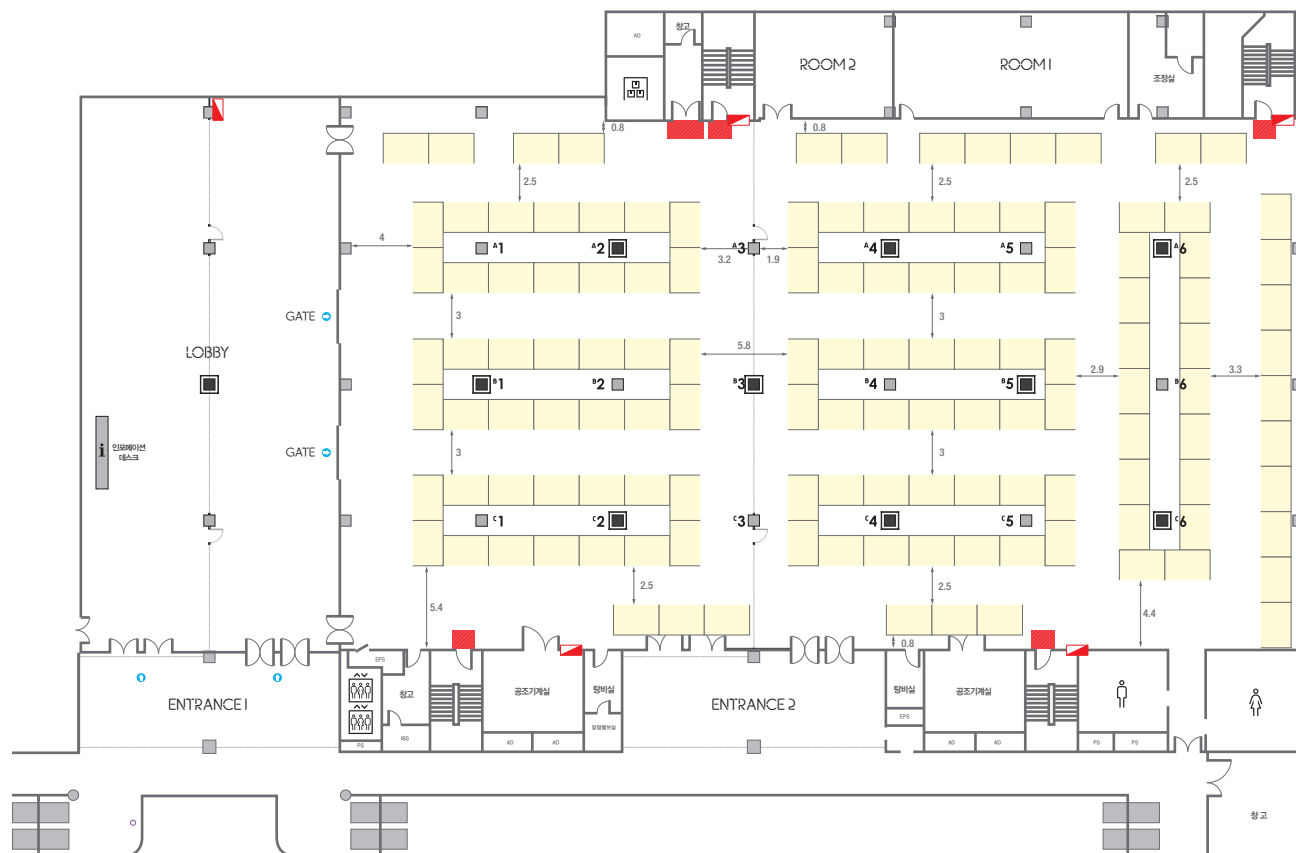 AD
창고
ROOM 2
ROOM 1
조정실
0.8
0.8
2.5
2.5
2.5
4
A1
A2
A3
A4
A5
A6
3.2
1.9
GATE
3
3
LOBBY
5.8
B1
B2
B3
B4
B5
B6
2.9
3.3
i
인포메이션
데스크
GATE
3
3
C1
C2
C3
C4
C5
C6
5.4
2.5
2.5
4.4
0.8
EPS
ENTRANCE 1
창고
공조기계실
탕비실
ENTRANCE 2
탕비실
공조기계실
EPS
PS
IBS
AD
AD
AD
AD
PS
PS
창고